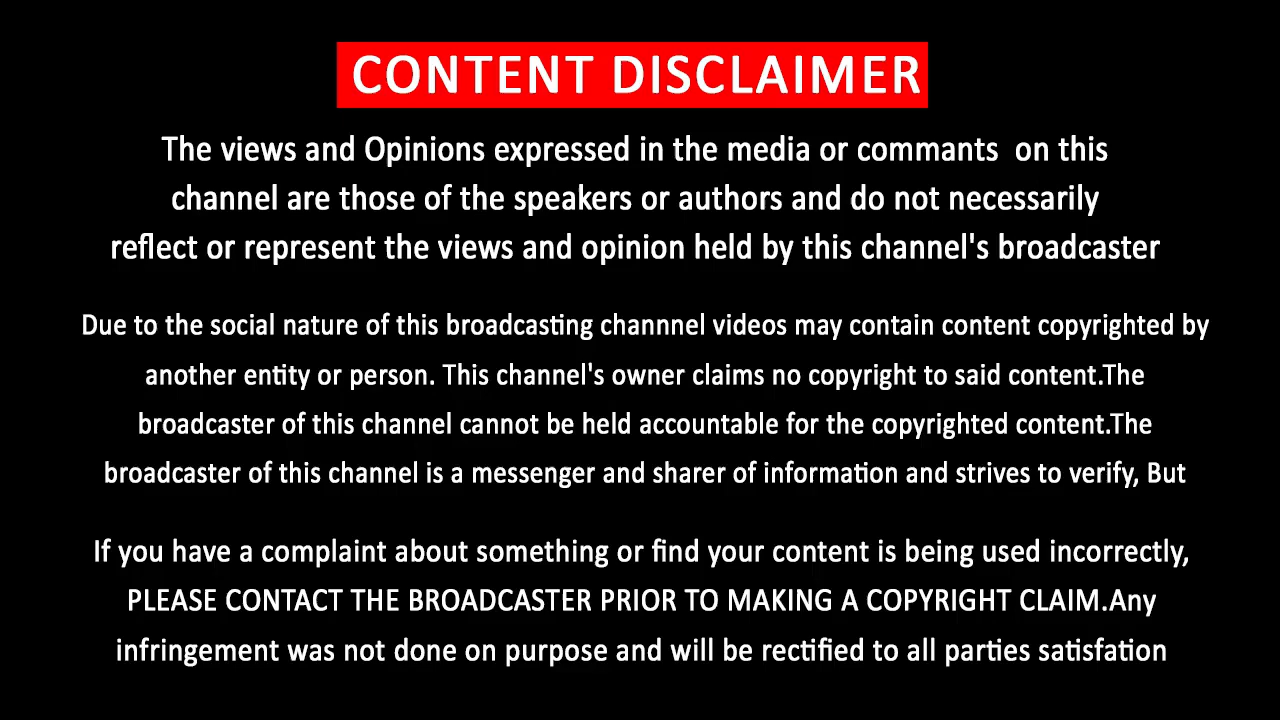 CONTENT DISCLAIMER
The views and Opinions expressed in the media or commants on this
channel are those of the speakers or authors and do not necessarily
reflect or represent the views and opinion held by this channel's broadcaster
Due to the social nature of this broadcasting channnel videos may contain content copyrighted by
another entity or person. This channel's owner claims no copyright to said content.The
broadcaster of this channel cannot be held accountable for the copyrighted content.The
broadcaster of this channel is a messenger and sharer of information and strives to verify, But
If you have a complaint about something or find your content is being used incorrectly,
PLEASE CONTACT THE BROADCASTER PRIOR TO MAKING A COPYRIGHT CLAIM.Any
infringement was not done on purpose and will be rectified to all parties satisfation